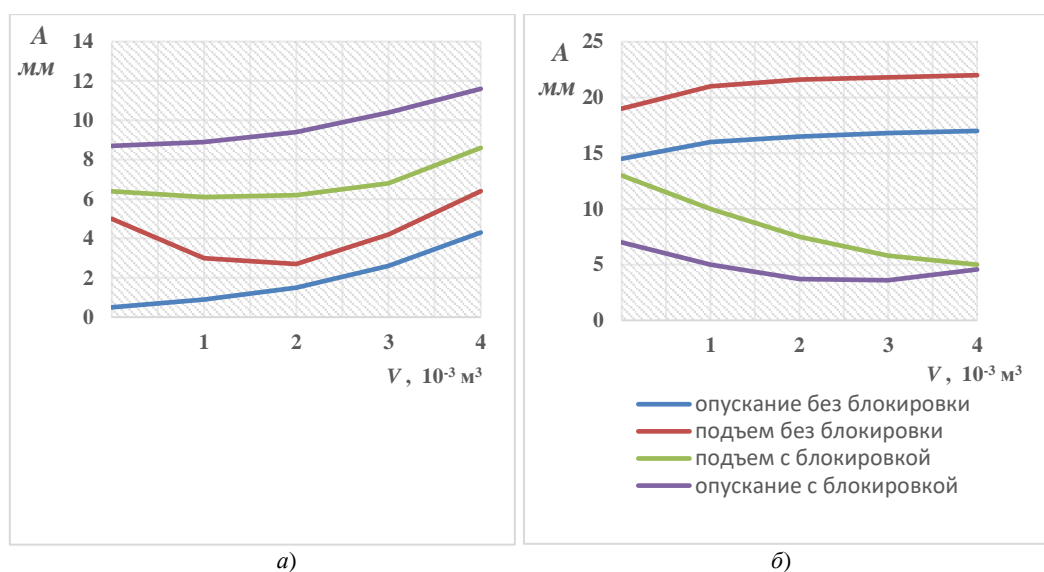 A
мм
14
12
10
8
6
4
2
0
1 2 3 4
V , 10⁻³ м³
а)
A
мм
25
20
15
10
5
0
1 2 3 4
V , 10⁻³ м³
опускание без блокировки
подъем без блокировки
подъем с блокировкой
опускание с блокировкой
б)